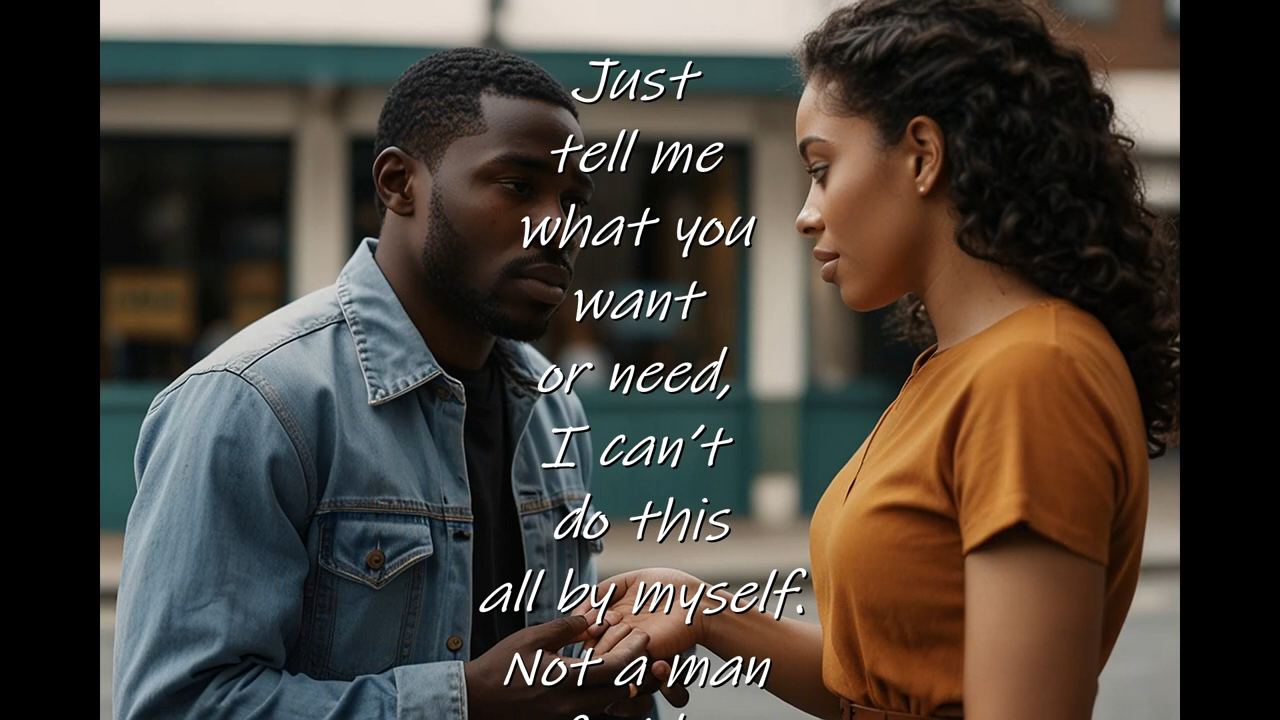 Just
tell me
what you
want
or need,
I can't
do this
all by myself.
Not a man